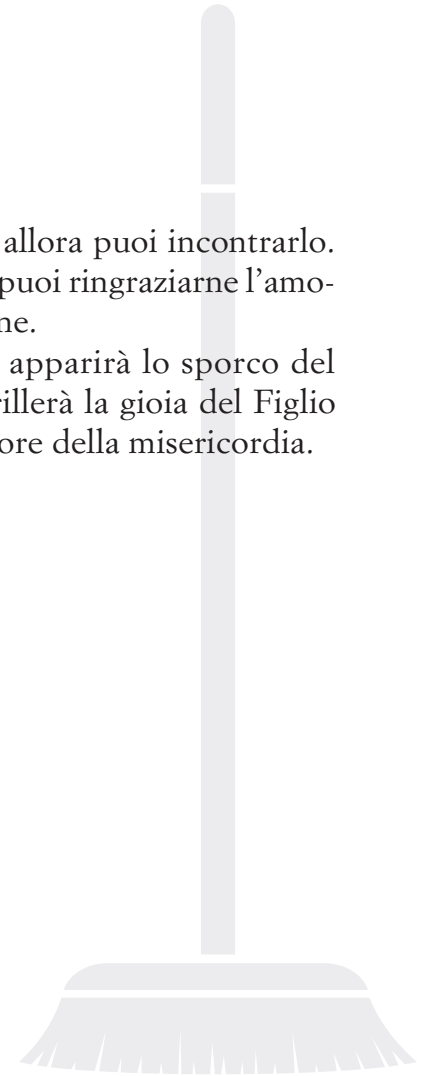 allora puoi incontrarlo.
puoi ringraziarne l’amo-
ne.
apparirà lo sporco del
rillerà la gioia del Figlio
ore della misericordia.